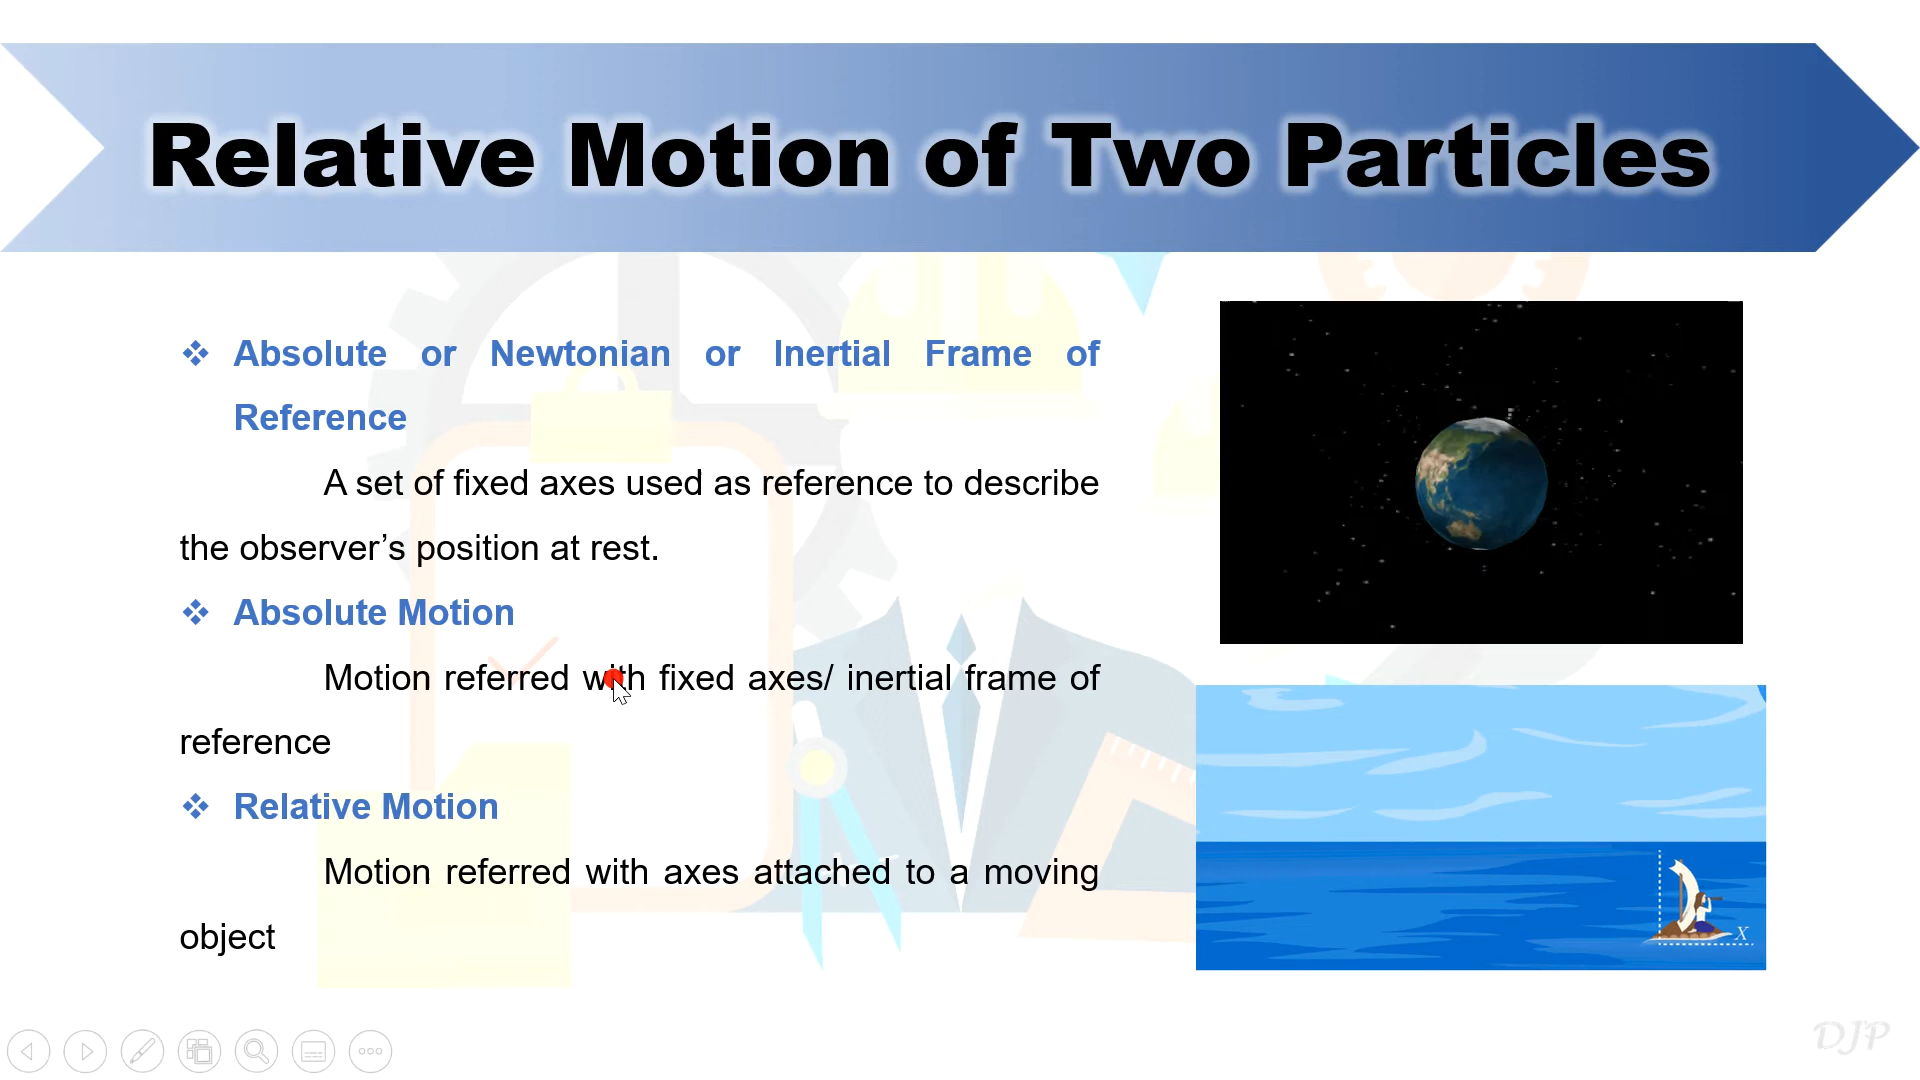 Relative Motion of Two Particles
Absolute or Newtonian or Inertial Frame of
Reference
A set of fixed axes used as reference to describe
the observer’s position at rest.
Absolute Motion
Motion referred with fixed axes/ inertial frame of
reference
Relative Motion
Motion referred with axes attached to a moving
object
X
DJP